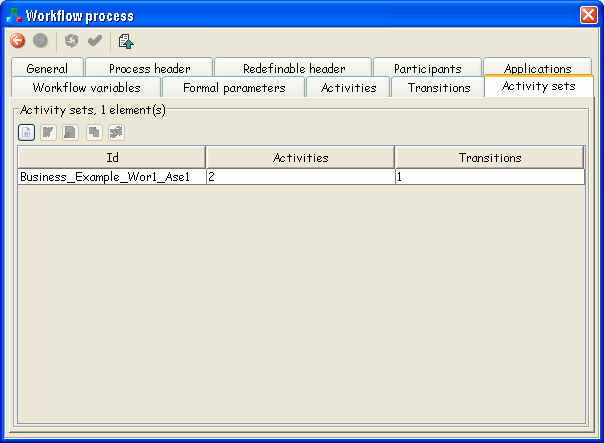 Workflow process
General Process header Redefinable header Participants Applications
Workflow variables Formal parameters Activities Transitions Activity sets
Activity sets, 1 element(s)
Id Activities Transitions
Business_Example_Wor1_Ase1 2 1